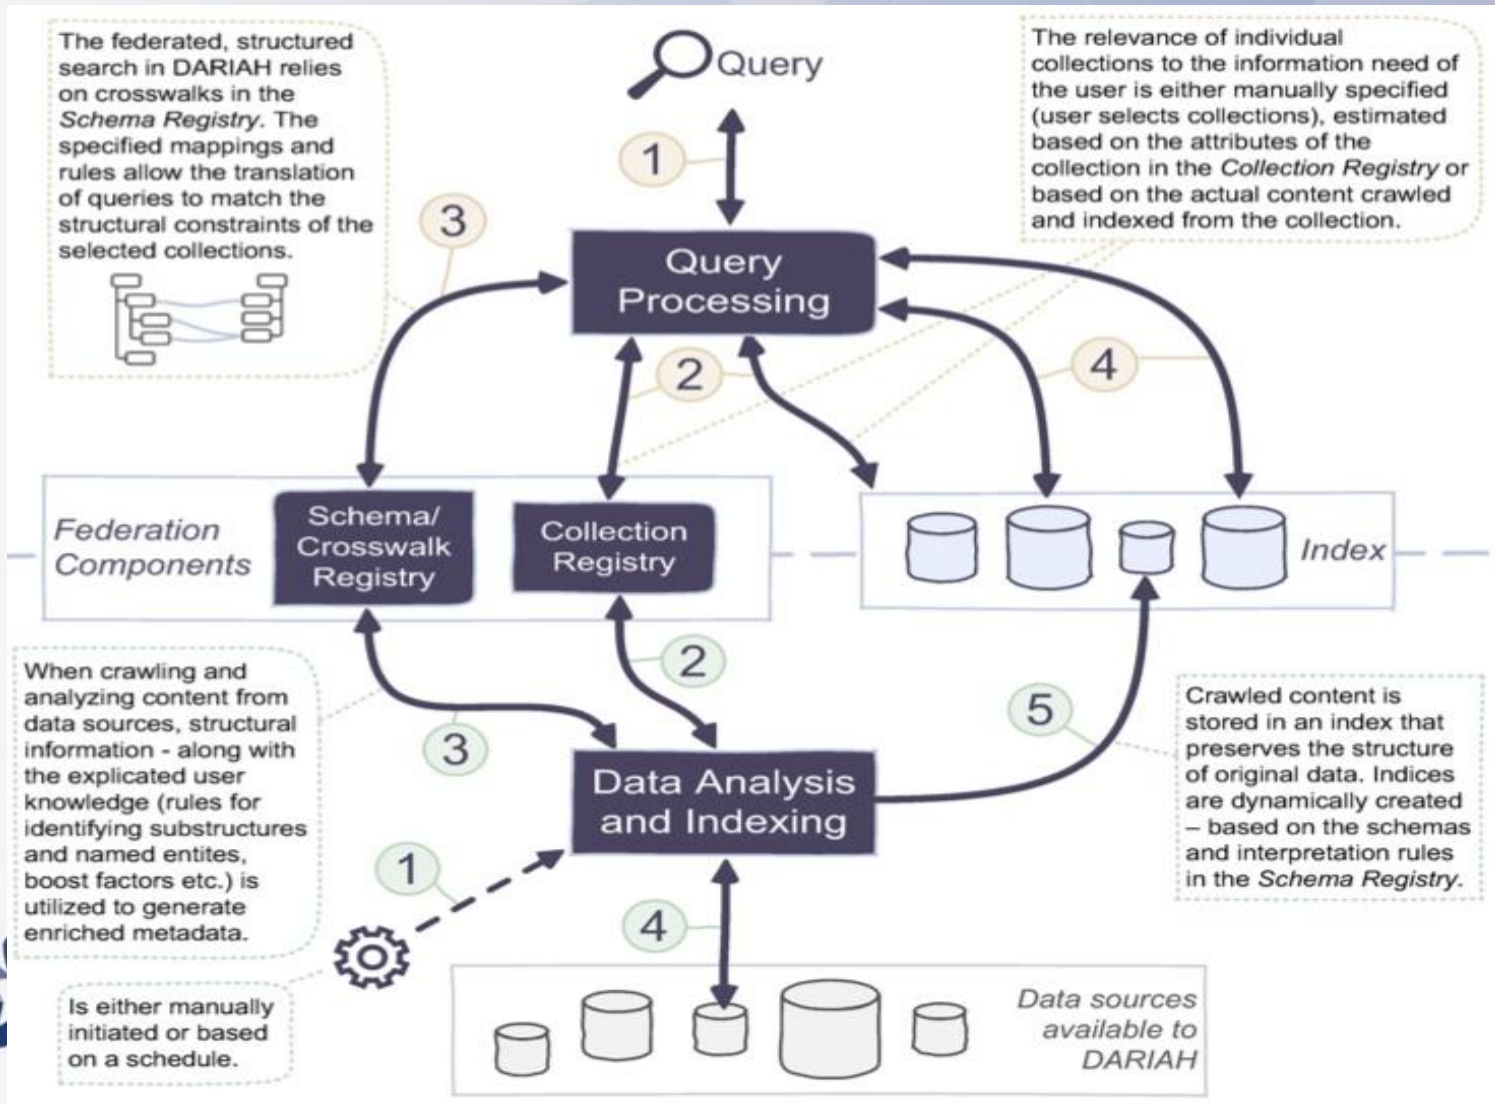 The federated, structured
search in DARIAH relies
on crosswalks in the
Schema Registry. The
specified mappings and
rules allow the translation
of queries to match the
structural constraints of the
selected collections.
Query
The relevance of individual
collections to the information need of
the user is either manually specified
(user selects collections), estimated
based on the attributes of the
collection in the Collection Registry or
based on the actual content crawled
and indexed from the collection.
1
3
Query
Processing
2
4
Federation
Components
Schema/
Crosswalk
Registry
Collection
Registry
Index
When crawling and
analyzing content from
data sources, structural
information - along with
the explicated user
knowledge (rules for
identifying substructures
and named entites,
boost factors etc.) is
utilized to generate
enriched metadata.
2
3
5
Crawled content is
stored in an index that
preserves the structure
of original data. Indices
are dynamically created
– based on the schemas
and interpretation rules
in the Schema Registry.
Data Analysis
and Indexing
1
4
Is either manually
initiated or based
on a schedule.
Data sources
available to
DARIAH